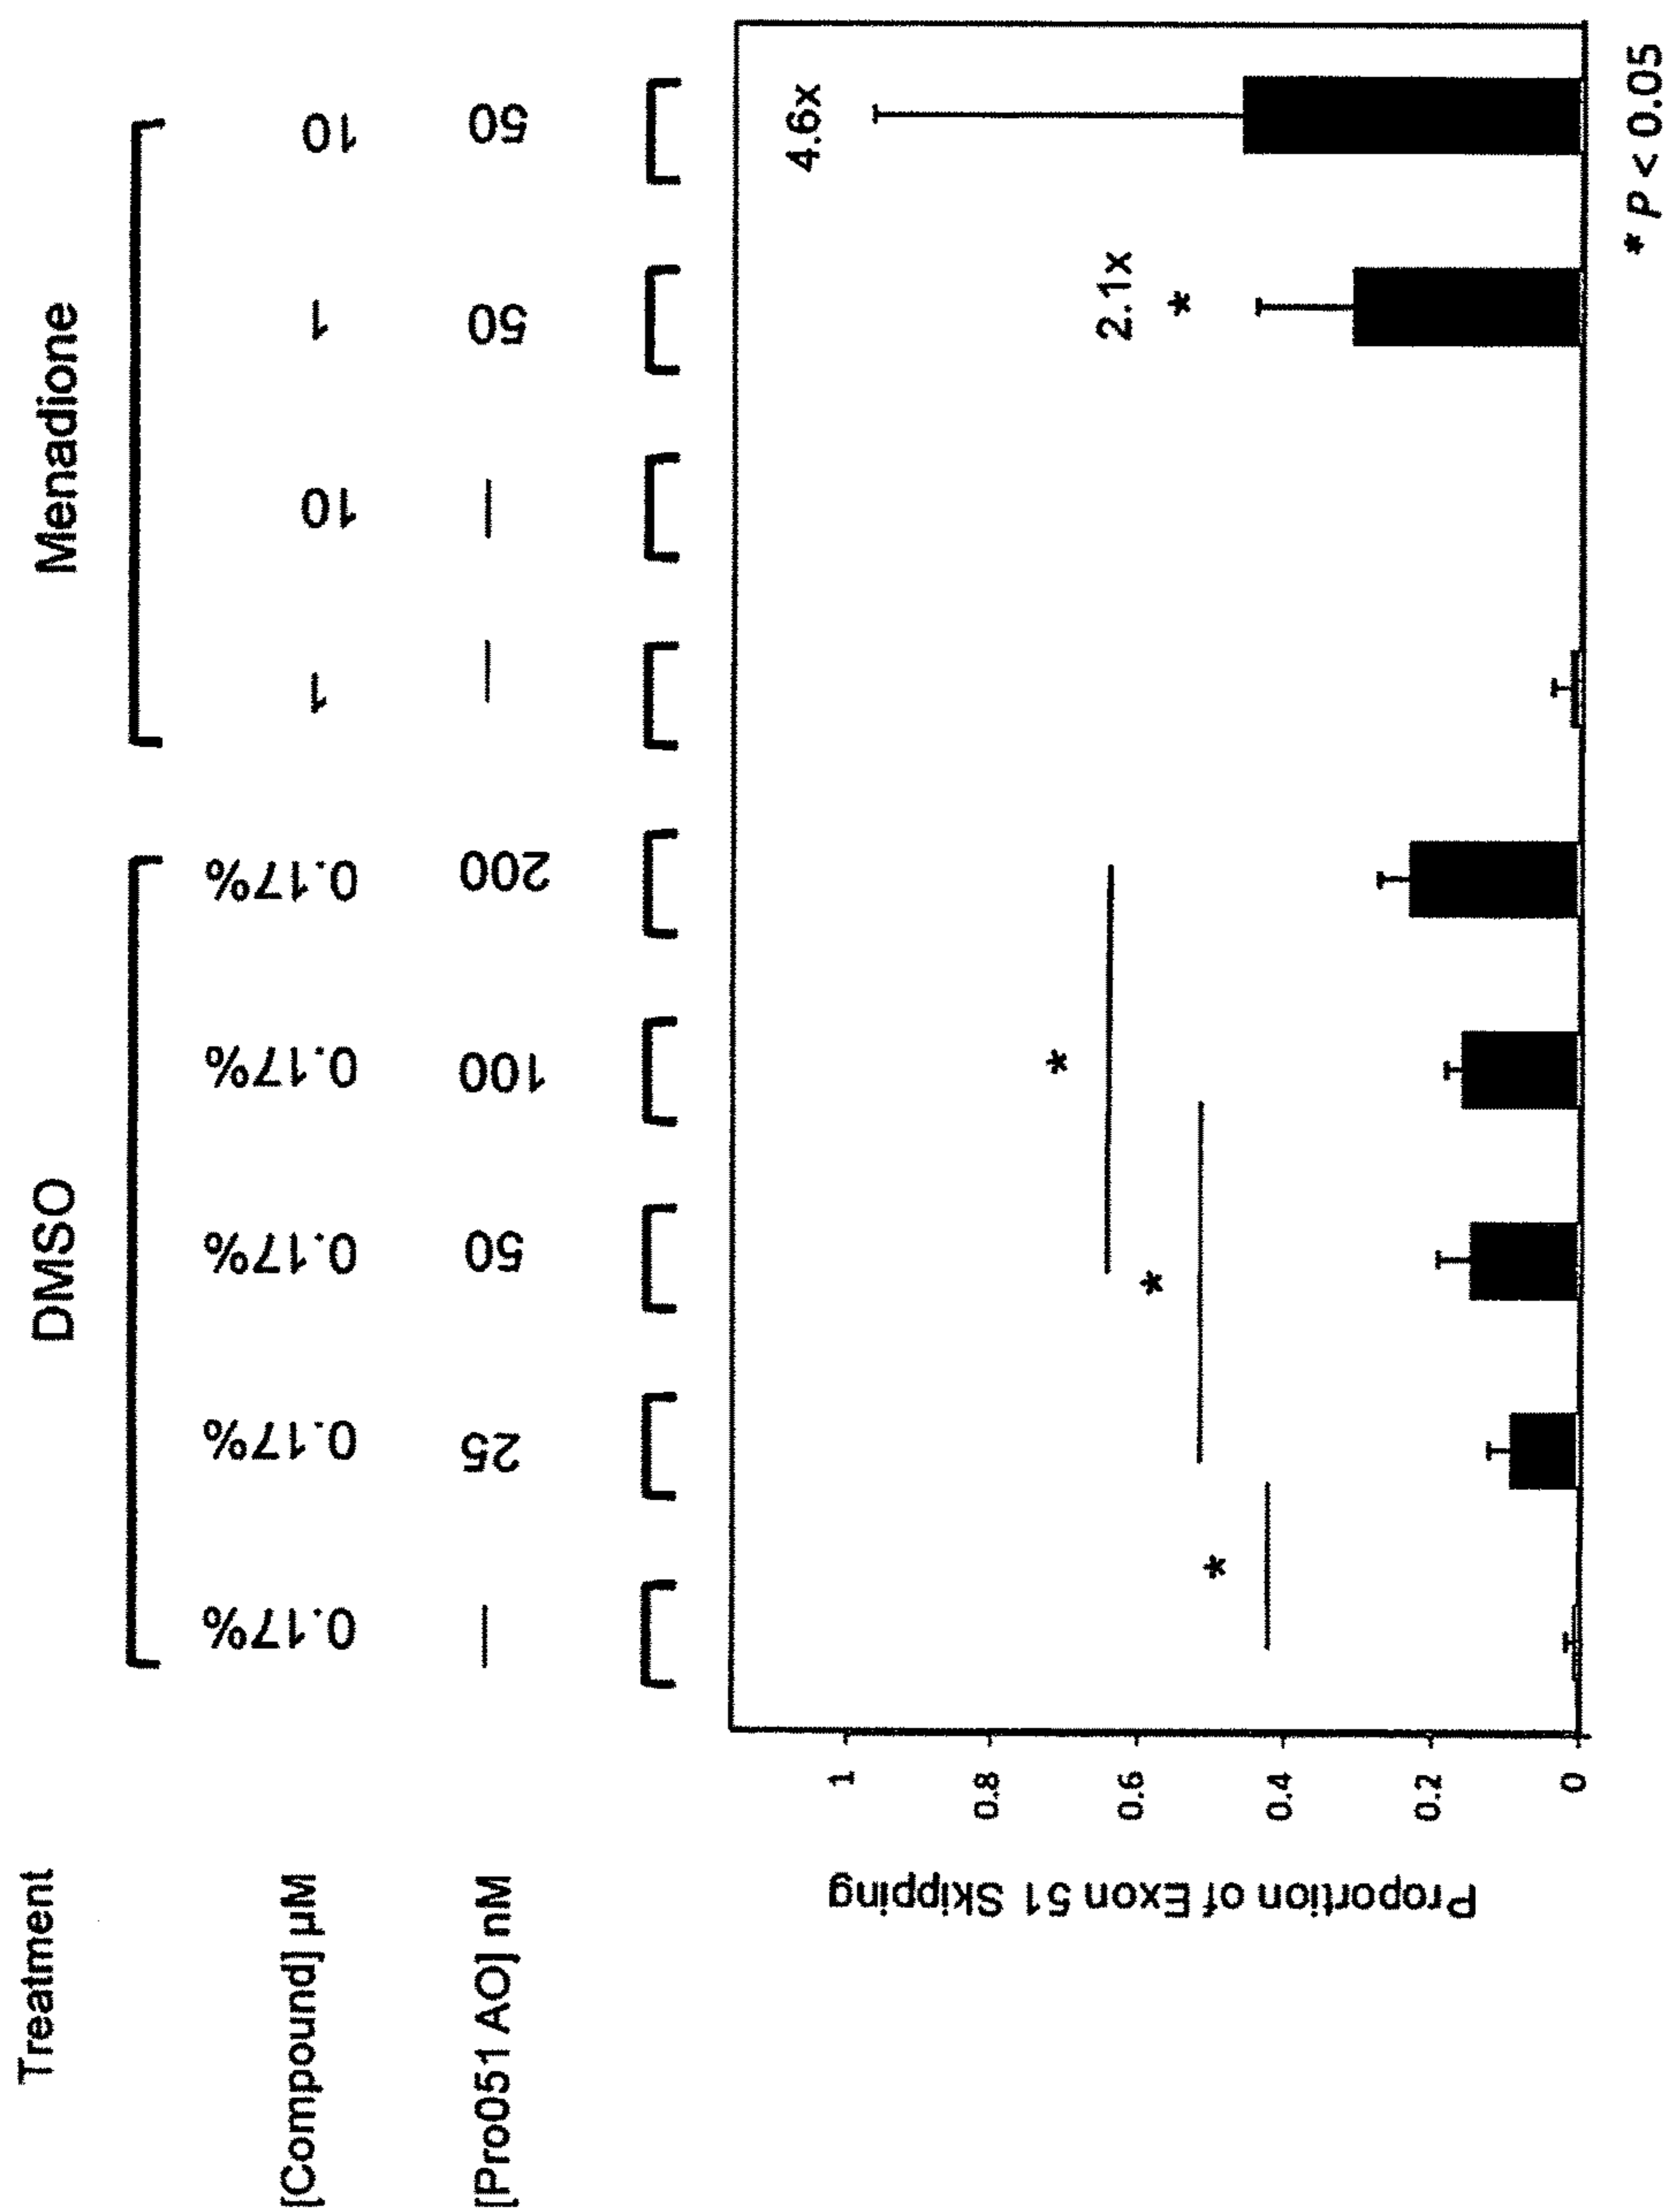 Treatment
DMSO Menadione
[Compound] µM 0.17% 0.17% 0.17% 0.17% 0.17% 1 10 1 10
[Pro051 AO] nM — 25 50 100 200 — — 50 50
Proportion of Exon 51 Skipping
1
0.8
0.6
0.4
0.2
0
*
*
*
2.1x
*
4.6x
* P < 0.05